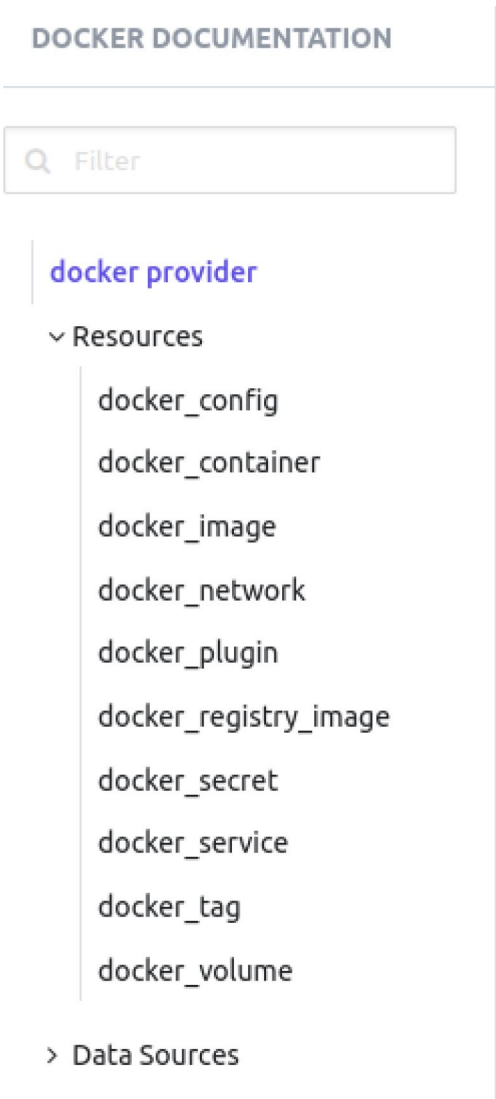 DOCKER DOCUMENTATION
Filter
docker provider
Resources
docker_config
docker_container
docker_image
docker_network
docker_plugin
docker_registry_image
docker_secret
docker_service
docker_tag
docker_volume
Data Sources